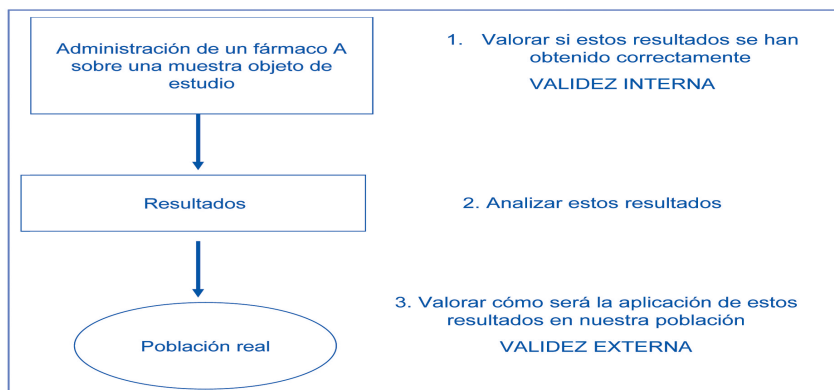 Administración de un fármaco A
sobre una muestra objeto de
estudio
1. Valorar si estos resultados se han
obtenido correctamente
VALIDEZ INTERNA
Resultados
2. Analizar estos resultados
Población real
3. Valorar cómo será la aplicación de estos
resultados en nuestra población
VALIDEZ EXTERNA